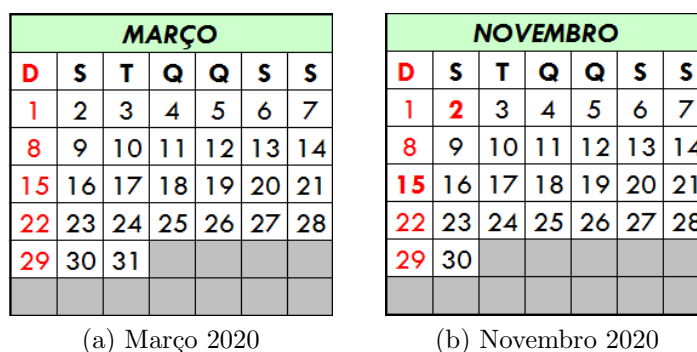 MARÇO
D S T Q Q S S
1 2 3 4 5 6 7
8 9 10 11 12 13 14
15 16 17 18 19 20 21
22 23 24 25 26 27 28
29 30 31
(a) Março 2020
NOVEMBRO
D S T Q Q S S
1 2 3 4 5 6 7
8 9 10 11 12 13 14
15 16 17 18 19 20 21
22 23 24 25 26 27 28
29 30
(b) Novembro 2020